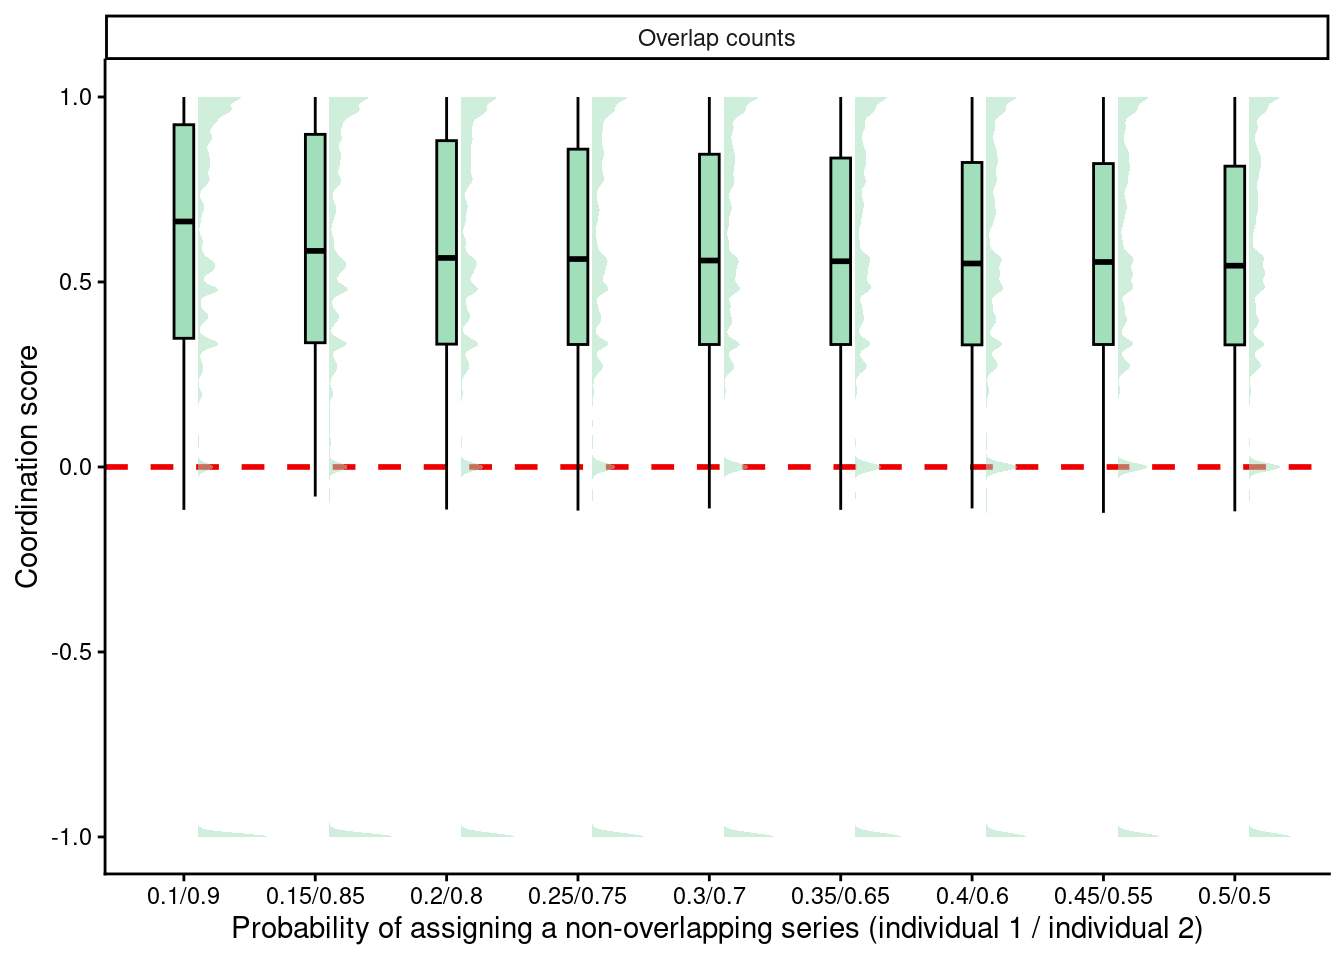 Overlap counts
1.0
0.5
0.0
-0.5
-1.0
Coordination score
0.1/0.9 0.15/0.85 0.2/0.8 0.25/0.75 0.3/0.7 0.35/0.65 0.4/0.6 0.45/0.55 0.5/0.5
Probability of assigning a non-overlapping series (individual 1 / individual 2)